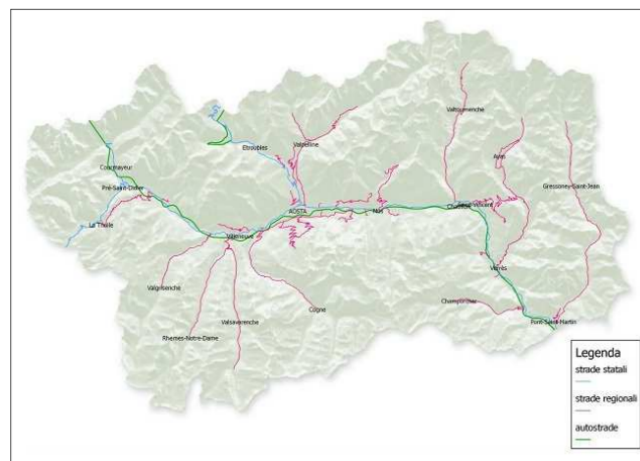 Valtournenche
Etroubles
Valpelline
Ayas
Courmayeur
Gressoney-Saint-Jean
Pré-Saint-Didier
AOSTA
Nus
La Thuile
Villeneuve
Verrès
Valgrisenche
Cogne
Champorcher
Valsavarenche
Pont-Saint-Martin
Rhemes-Notre-Dame
Legenda
strade statali
strade regionali
autostrade